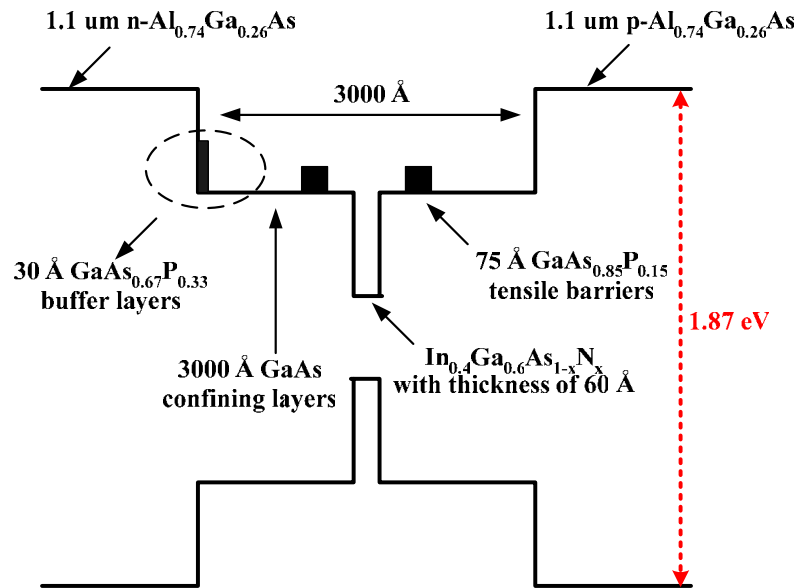 1.1 um n-Al0.74Ga0.26As
1.1 um p-Al0.74Ga0.26As
3000 Å
30 Å GaAs0.67P0.33
buffer layers
75 Å GaAs0.85P0.15
tensile barriers
1.87 eV
3000 Å GaAs
confining layers
In0.4Ga0.6As1-xNx
with thickness of 60 Å